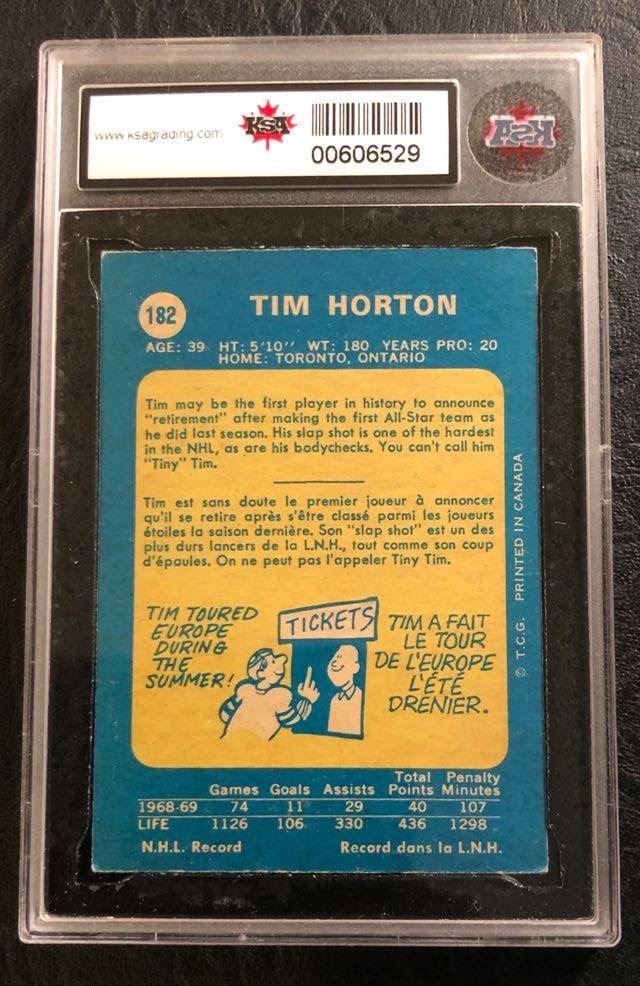 www.ksagrading.com
KSA
00606529
KSA
182
TIM HORTON
AGE: 39 HT: 5'10'' WT: 180 YEARS PRO: 20
HOME: TORONTO, ONTARIO
Tim may be the first player in history to announce
"retirement" after making the first All-Star team as
he did last season. His slap shot is one of the hardest
in the NHL, as are his bodychecks. You can't call him
"Tiny" Tim.
Tim est sans doute le premier joueur à annoncer
qu'il se retire après s'être classé parmi les joueurs
étoiles la saison dernière. Son "slap shot" est un des
plus durs lancers de la L.N.H., tout comme son coup
d'épaules. On ne peut pas l'appeler Tiny Tim.
TIM TOURED
EUROPE
DURING
THE
SUMMER!
TICKETS
TIM A FAIT
LE TOUR
DE L'EUROPE
L'ÉTÉ
DRENIER.
© T.C.G. PRINTED IN CANADA
Total Penalty
Games Goals Assists Points Minutes
1968-69 74 11 29 40 107
LIFE 1126 106 330 436 1298
N.H.L. Record Record dans la L.N.H.